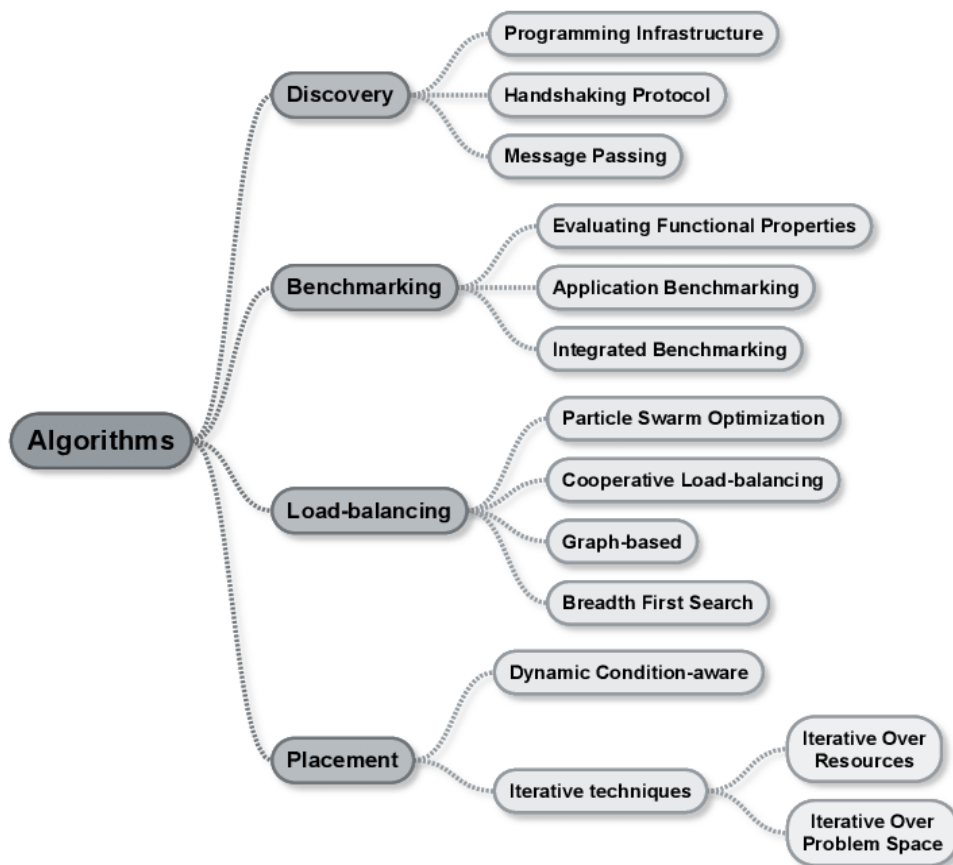 Algorithms
Discovery
Programming Infrastructure
Handshaking Protocol
Message Passing
Benchmarking
Evaluating Functional Properties
Application Benchmarking
Integrated Benchmarking
Load-balancing
Particle Swarm Optimization
Cooperative Load-balancing
Graph-based
Breadth First Search
Placement
Dynamic Condition-aware
Iterative techniques
Iterative Over
Resources
Iterative Over
Problem Space